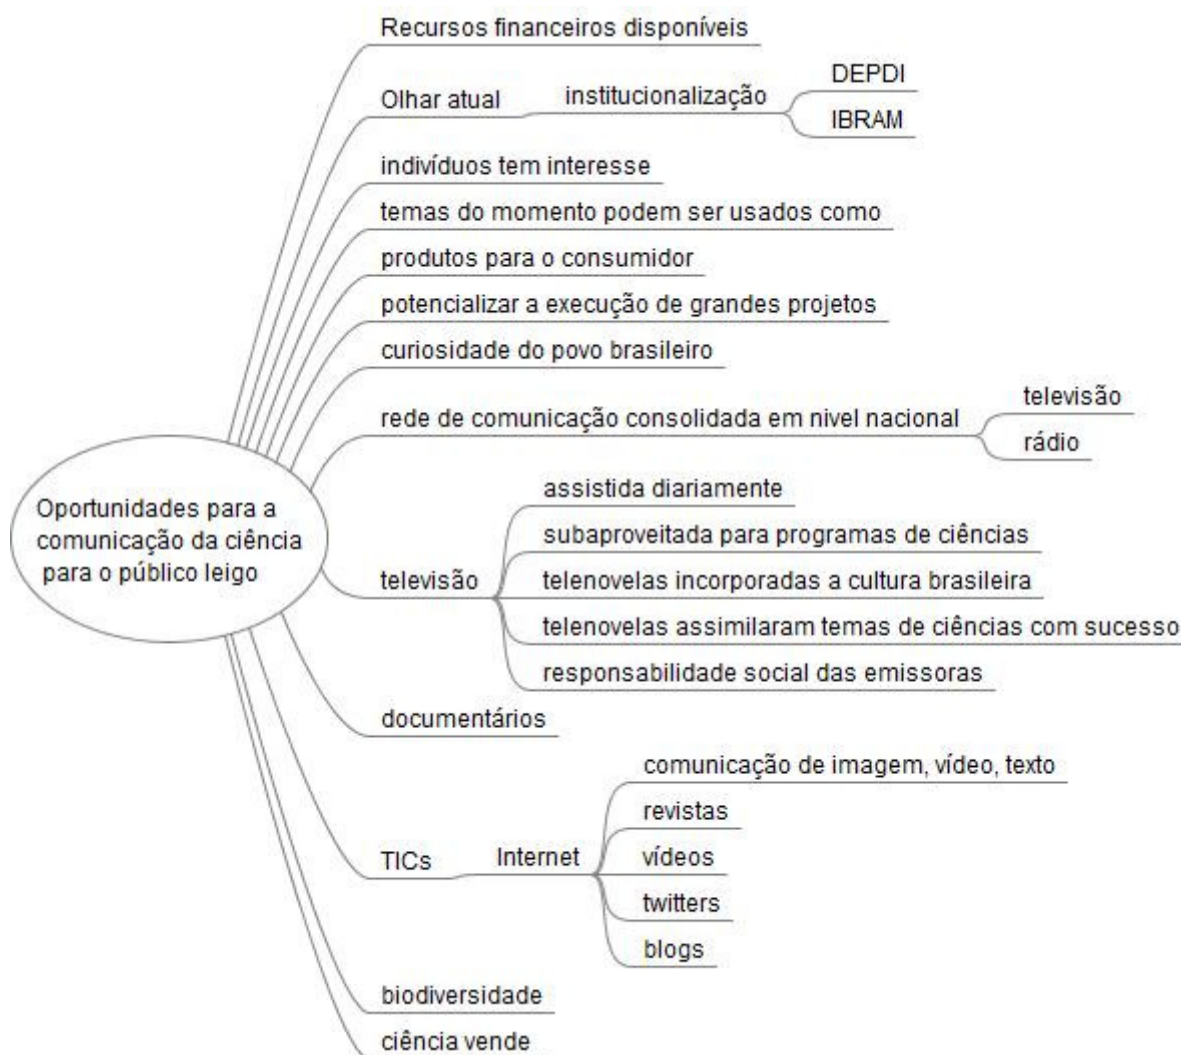 Recursos financeiros disponíveis
Olhar atual
institucionalização
DEPDI
IBRAM
indivíduos tem interesse
temas do momento podem ser usados como
produtos para o consumidor
potencializar a execução de grandes projetos
curiosidade do povo brasileiro
rede de comunicação consolidada em nivel nacional
televisão
rádio
Oportunidades para a
comunicação da ciência
para o público leigo
televisão
assistida diariamente
subaproveitada para programas de ciências
telenovelas incorporadas a cultura brasileira
telenovelas assimilaram temas de ciências com sucesso
responsabilidade social das emissoras
documentários
TICs
Internet
comunicação de imagem, vídeo, texto
revistas
vídeos
twitters
blogs
biodiversidade
ciência vende